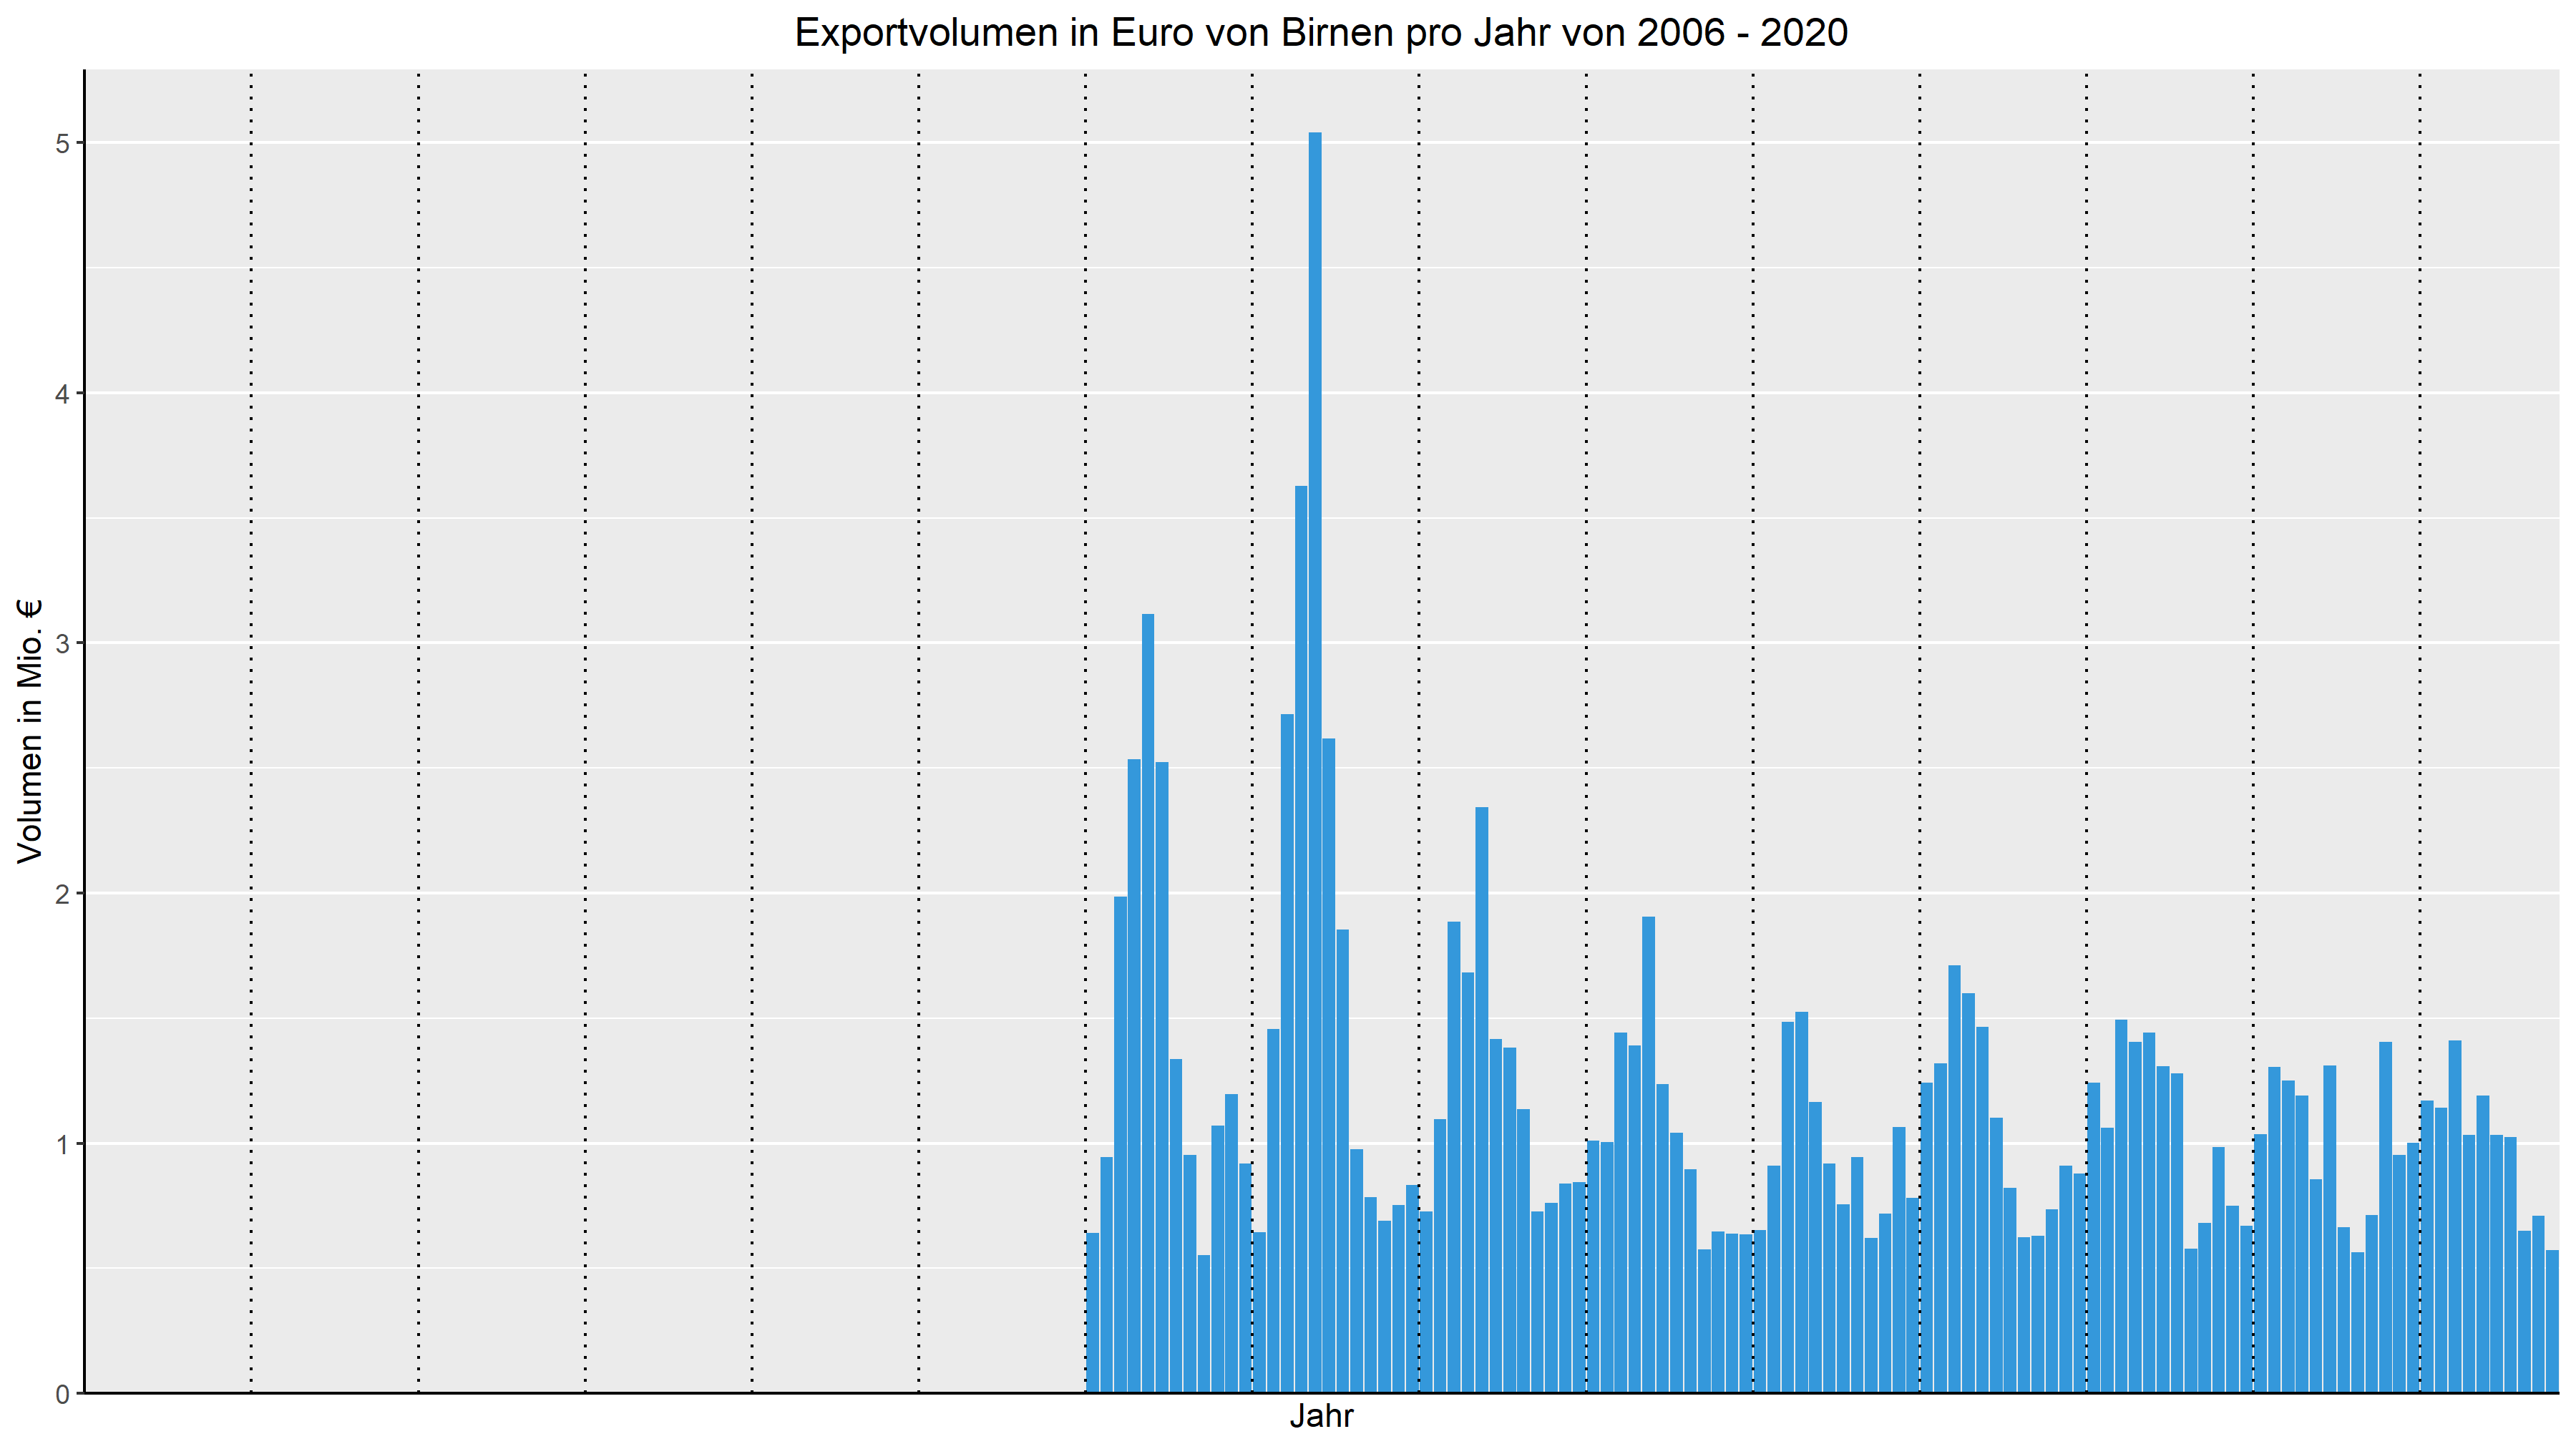 Exportvolumen in Euro von Birnen pro Jahr von 2006 - 2020
Volumen in Mio. €
5
4
3
2
1
0
Jahr